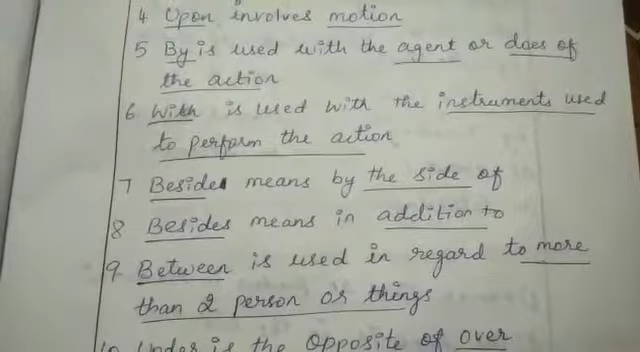 4 Upon involves motion
5 By is used with the agent or does of
the action
6 With is used with the instruments used
to perform the action
7 Beside means by the side of
8 Besides means in addition to
9 Between is used in regard to more
than 2 person or things
10 Under is the opposite of over